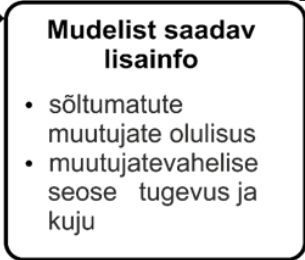 Mudelist saadav
lisainfo
• sõltumatute
muutujate olulisus
• muutujatevahelise
seose tugevus ja
kuju